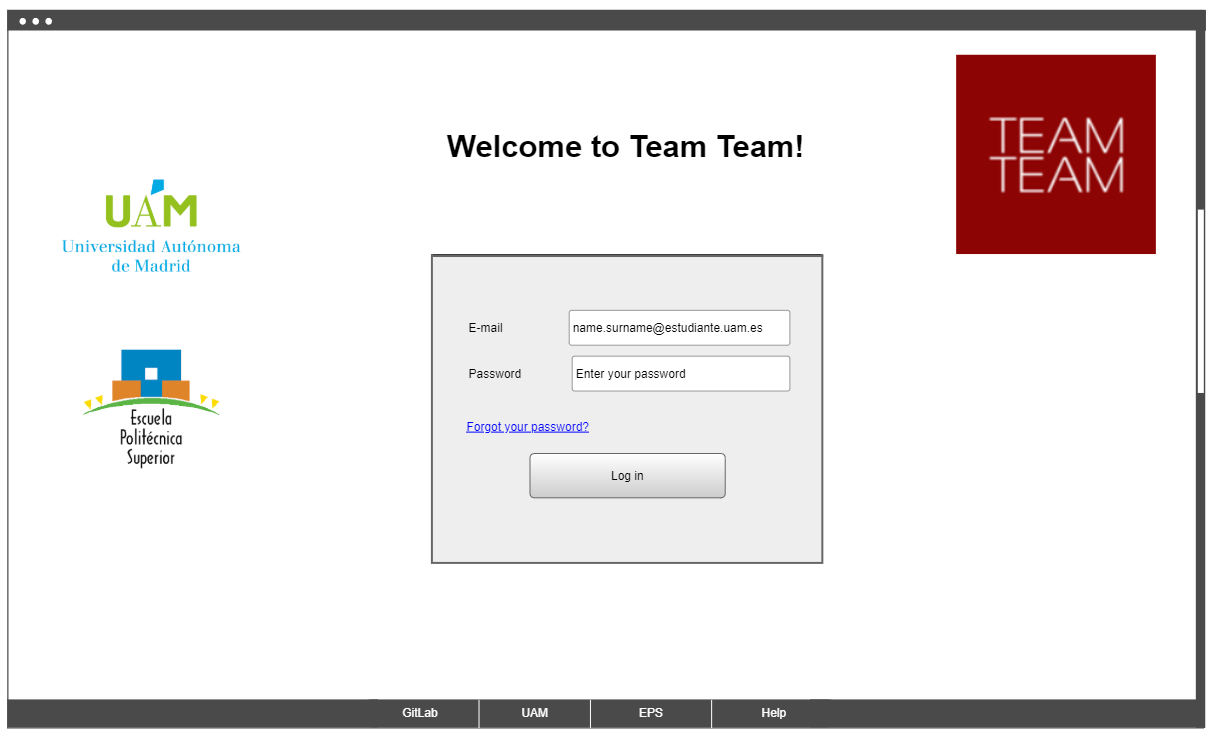 Welcome to Team Team!
TEAM
TEAM
UAM
Universidad Autónoma
de Madrid
Escuela
Politécnica
Superior
E-mail
name.surname@estudiante.uam.es
Password
Enter your password
Forgot your password?
Log in
GitLab
UAM
EPS
Help